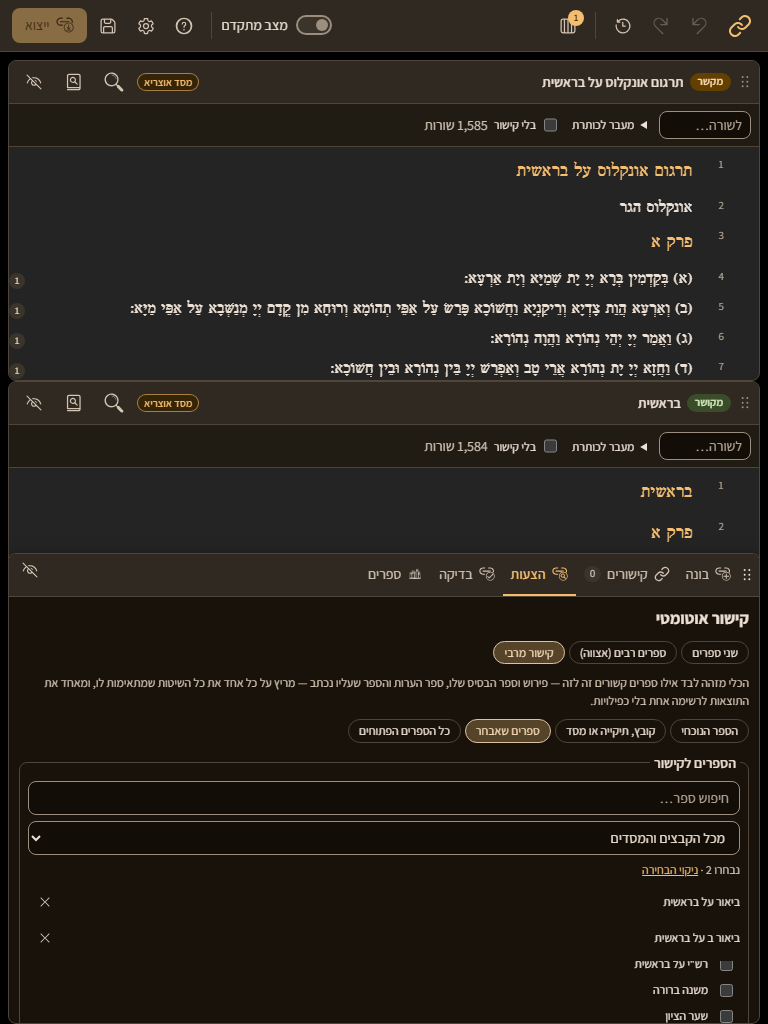 1
מצב מתקדם
ייצוא
מקשר תרגום אונקלוס על בראשית מסד אוצריא
לשורה... מעבר לכותרת בלי קישור 1,585 שורות
1 תרגום אונקלוס על בראשית
2 אונקלוס הגר
3 פרק א
4 (א) בְּקַדְמִין בְּרָא יְיָ יָת שְׁמַיָּא וְיָת אַרְעָא: 1
5 (ב) וְאַרְעָא הֲוַת צָדְיָא וְרֵיקַנְיָא וַחֲשׁוֹכָא פָּרֵשׂ עַל אַפֵּי תְהוֹמָא וְרוּחָא מִן קֳדָם יְיָ מְנַשְּׁבָא עַל אַפֵּי מַיָּא: 1
6 (ג) וַאֲמַר יְיָ יְהֵי נְהוֹרָא וַהֲוָה נְהוֹרָא: 1
7 (ד) וַחֲזָא יְיָ יָת נְהוֹרָא אֲרֵי טָב וְאַפְרֵשׁ יְיָ בֵּין נְהוֹרָא וּבֵין חֲשׁוֹכָא: 1
מקושר בראשית מסד אוצריא
לשורה... מעבר לכותרת בלי קישור 1,584 שורות
1 בראשית
2 פרק א
בונה קישורים 0 הצעות בדיקה ספרים
קישור אוטומטי
שני ספרים ספרים רבים (אצווה) קישור מרבי
הכלי מזהה לבד אילו ספרים קשורים זה לזה — פירוש וספר הבסיס שלו, ספר הערות והספר שעליו נכתב — מריץ על כל אחד את כל השיטות שמתאימות לו, ומאחד את
התוצאות לרשימה אחת בלי כפילויות.
הספר הנוכחי קובץ, תיקייה או מסד ספרים שאבחר כל הספרים הפתוחים
הספרים לקישור
חיפוש ספר...
מכל הקבצים והמסדים
נבחרו 2 · ניקוי הבחירה
ביאור על בראשית
ביאור ב על בראשית
רש״י על בראשית
משנה ברורה
שער הציון